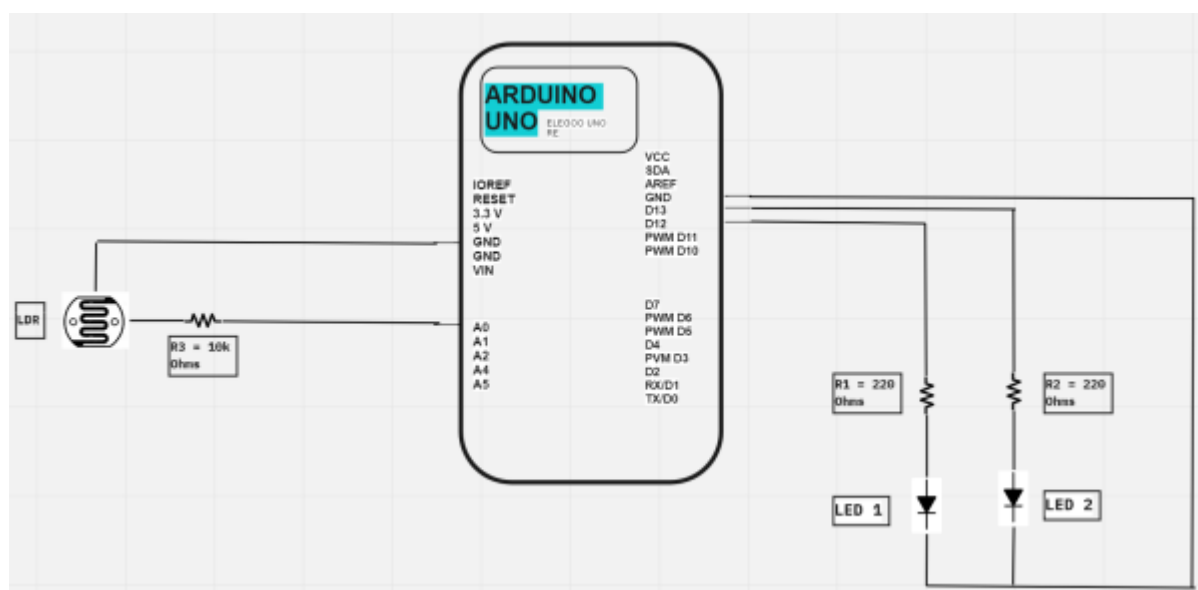 ARDUINO
UNO
ELEGOO UNO
RE
IOREF
RESET
3.3 V
5 V
GND
GND
VIN
A0
A1
A2
A4
A5
VCC
SDA
AREF
GND
D13
D12
PWM D11
PWM D10
D7
PWM D6
PWM D5
D4
PVM D3
D2
RX/D1
TX/D0
LDR
R3 = 10k
Ohms
R1 = 220
Ohms
R2 = 220
Ohms
LED 1
LED 2